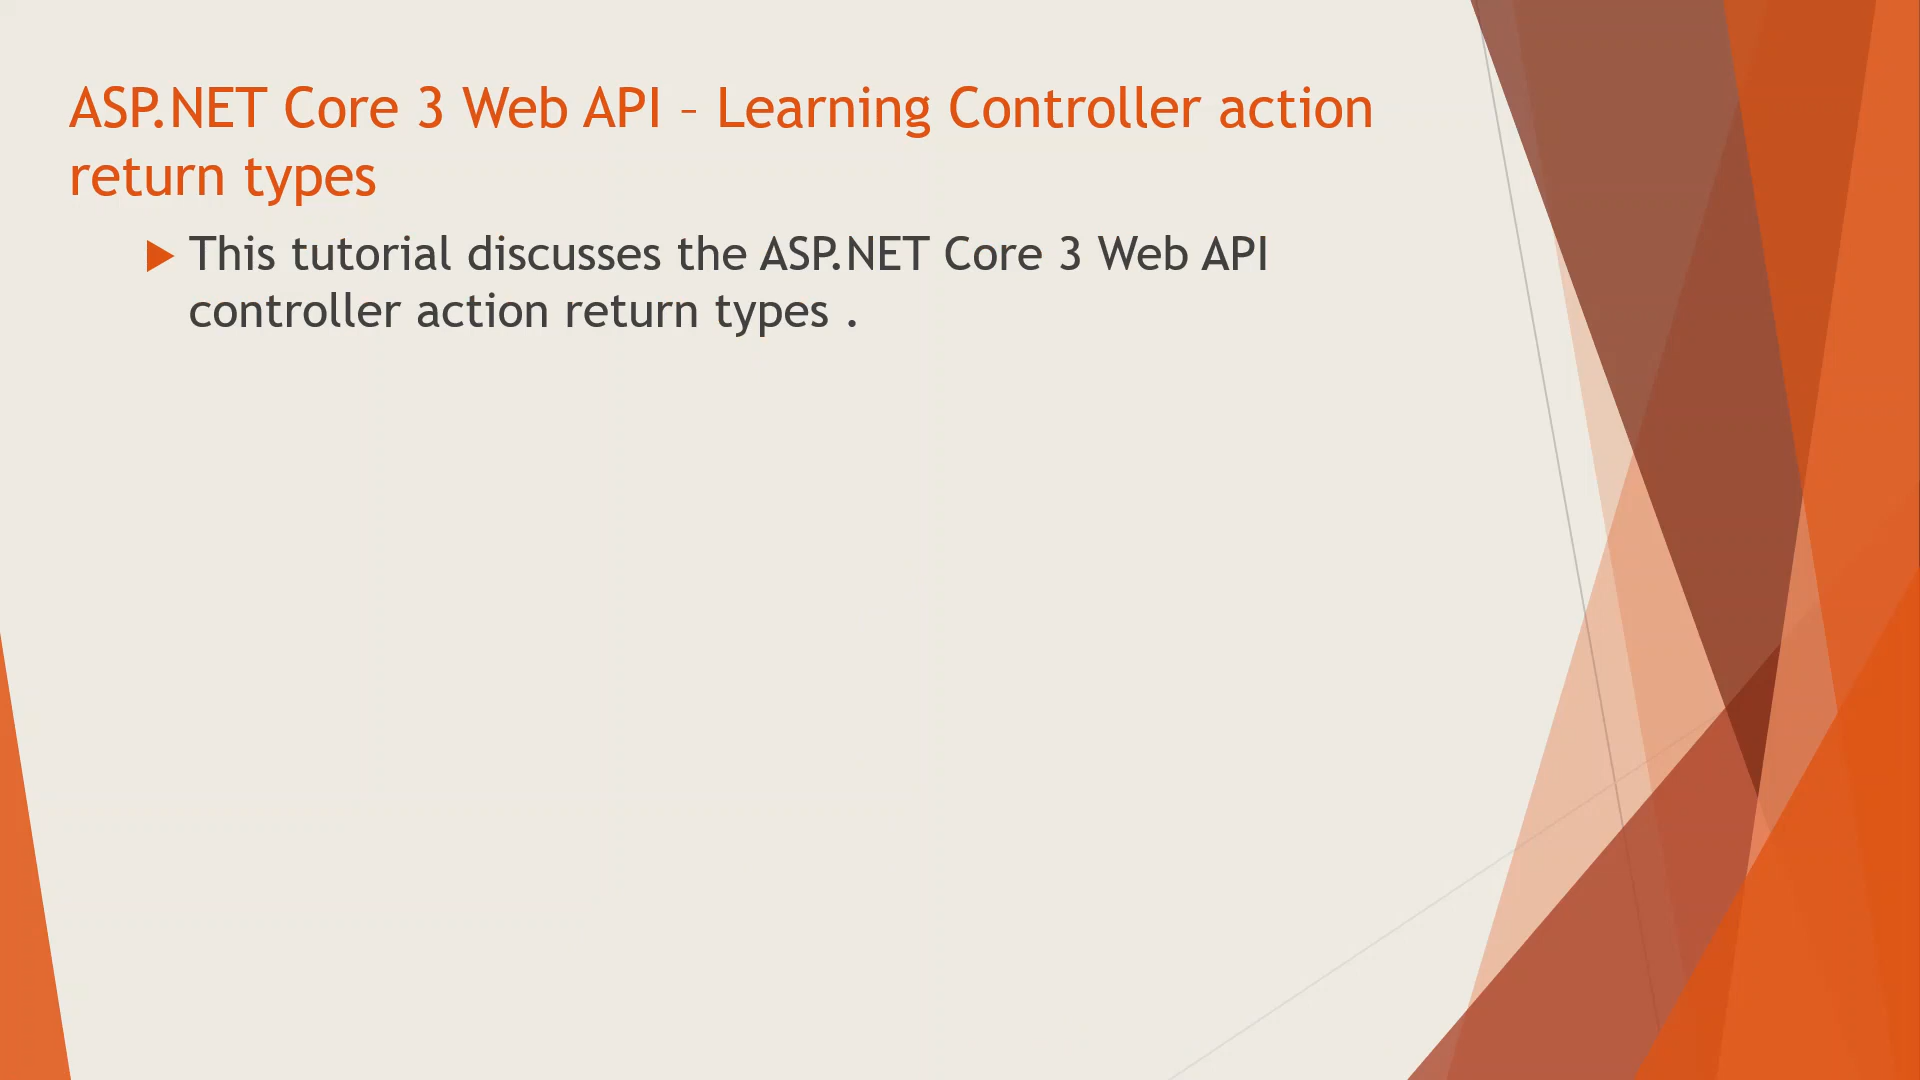 ASP.NET Core 3 Web API – Learning Controller action
return types
This tutorial discusses the ASP.NET Core 3 Web API
controller action return types .